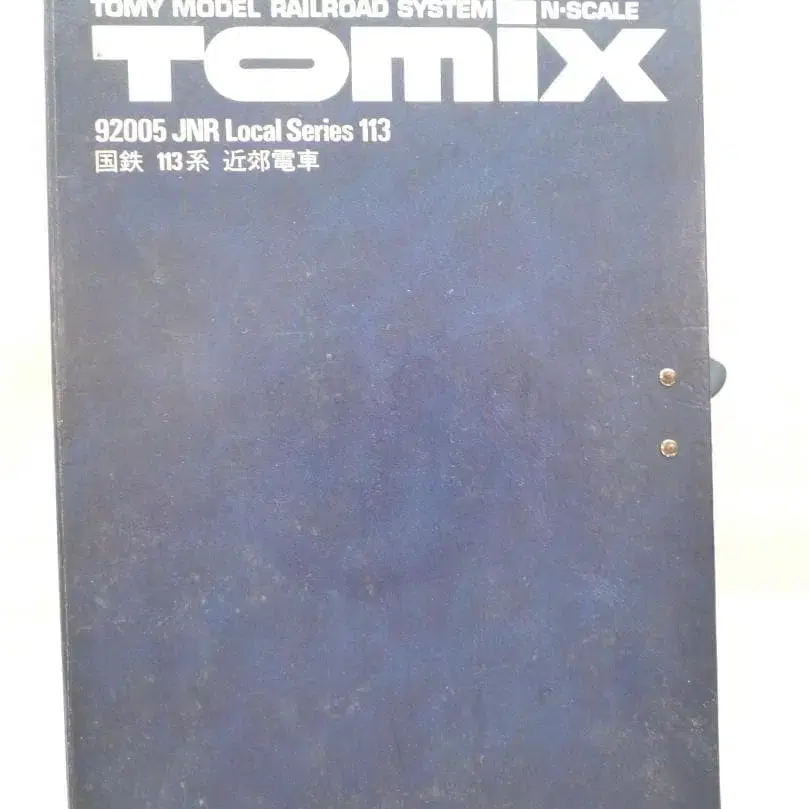 TOMY MODEL RAILROAD SYSTEM N·SCALE
TOMIX
92005 JNR Local Series 113
国鉄 113系 近郊電車